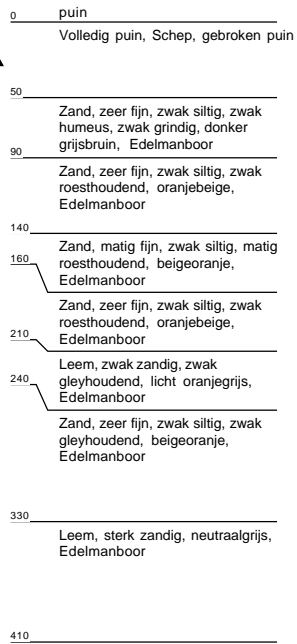 0 puin
Volledig puin, Schep, gebroken puin
50
Zand, zeer fijn, zwak siltig, zwak
humeus, zwak grindig, donker
grijsbruin, Edelmanboor
90
Zand, zeer fijn, zwak siltig, zwak
roesthoudend, oranjebeige,
Edelmanboor
140
Zand, matig fijn, zwak siltig, matig
roesthoudend, beigeoranje,
Edelmanboor
160
Zand, zeer fijn, zwak siltig, zwak
roesthoudend, oranjebeige,
Edelmanboor
210
Leem, zwak zandig, zwak
gleyhoudend, licht oranjegrijs,
Edelmanboor
240
Zand, zeer fijn, zwak siltig, zwak
gleyhoudend, beigeoranje,
Edelmanboor
330
Leem, sterk zandig, neutraalgrijs,
Edelmanboor
410